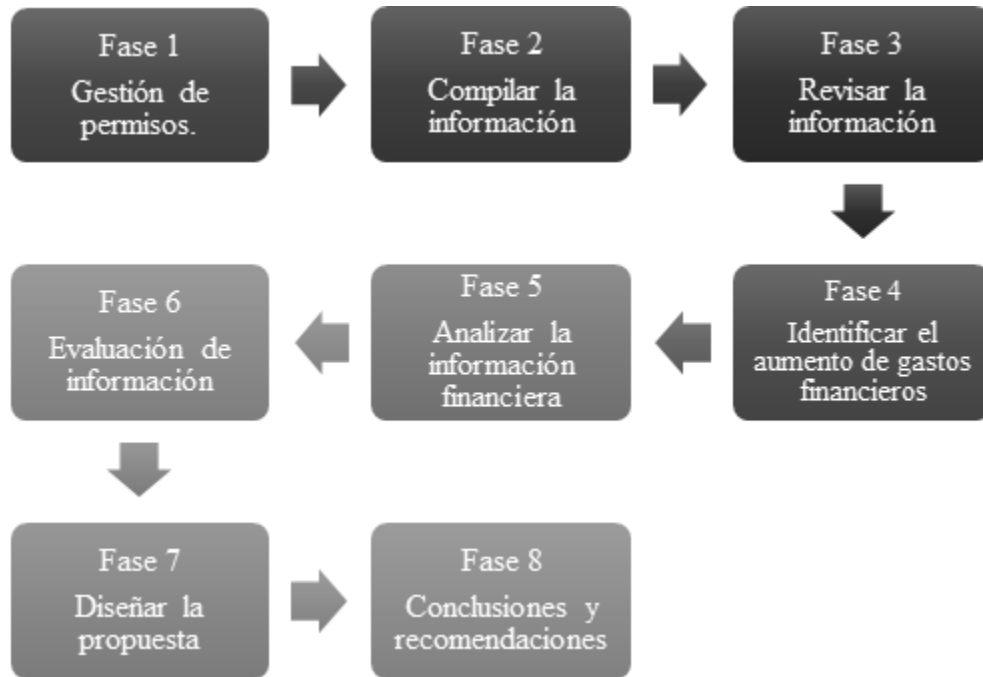 Fase 1
Gestión de
permisos.
Fase 2
Compilar la
información
Fase 3
Revisar la
información
Fase 4
Identificar el
aumento de gastos
financieros
Fase 5
Analizar la
información
financiera
Fase 6
Evaluación de
información
Fase 7
Diseñar la
propuesta
Fase 8
Conclusiones y
recomendaciones